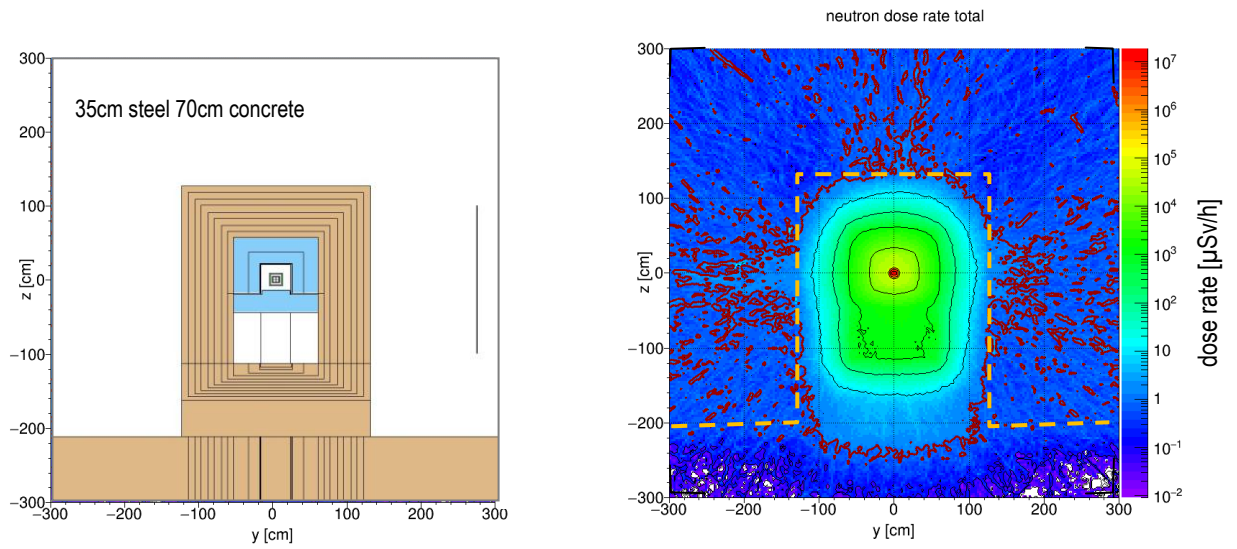 neutron dose rate total
35cm steel 70cm concrete
300
200
100
0
−100
−200
−300
z [cm]
−300 −200 −100 0 100 200 300
y [cm]
300
200
100
0
−100
−200
−300
z [cm]
−300 −200 −100 0 100 200 300
y [cm]
10⁷
10⁶
10⁵
10⁴
10³
10²
10
1
10⁻¹
10⁻²
dose rate [µSv/h]